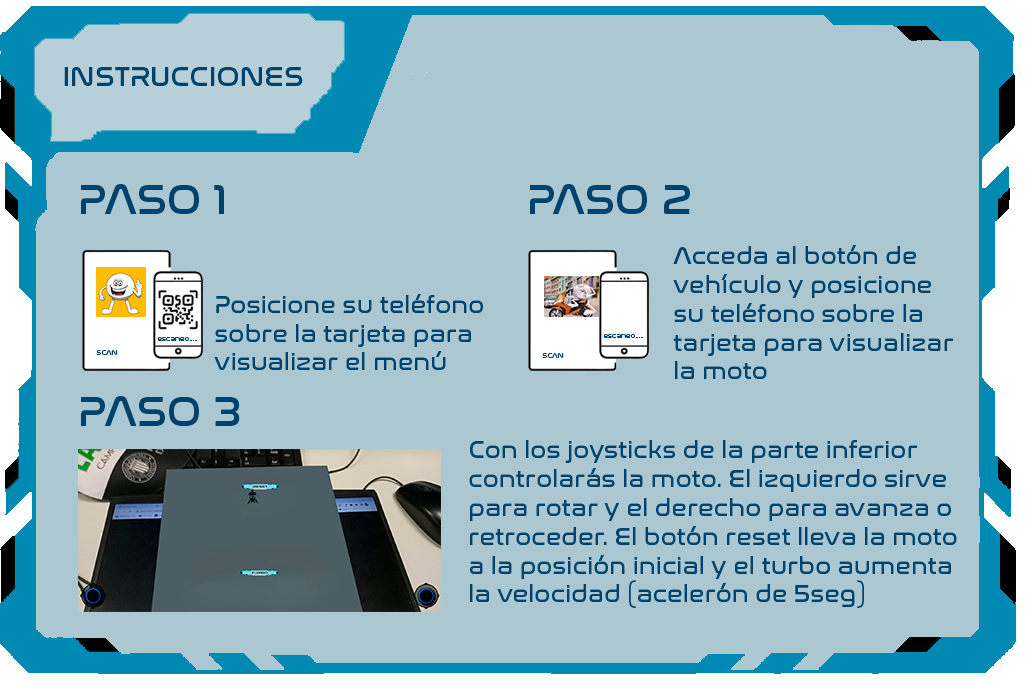 INSTRUCCIONES
PASO 1
SCAN
escaneo...
Posicione su teléfono
sobre la tarjeta para
visualizar el menú
PASO 2
SCAN
escaneo...
Acceda al botón de
vehículo y posicione
su teléfono sobre la
tarjeta para visualizar
la moto
PASO 3
Con los joysticks de la parte inferior
controlarás la moto. El izquierdo sirve
para rotar y el derecho para avanza o
retroceder. El botón reset lleva la moto
a la posición inicial y el turbo aumenta
la velocidad (acelerón de 5seg)